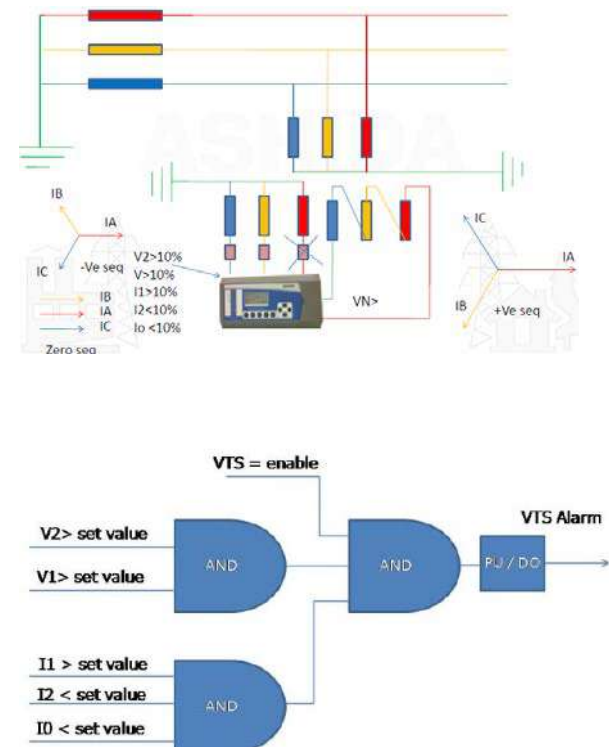 IB
IA
IC
-Ve seq
IB
IA
IC
Zero seq
V2>10%
V>10%
I1>10%
I2<10%
Io <10%
VN>
IC
IA
IB
+Ve seq
VTS = enable
VTS Alarm
V2> set value
V1> set value
AND
AND
PU / DO
I1 > set value
I2 < set value
I0 < set value
AND